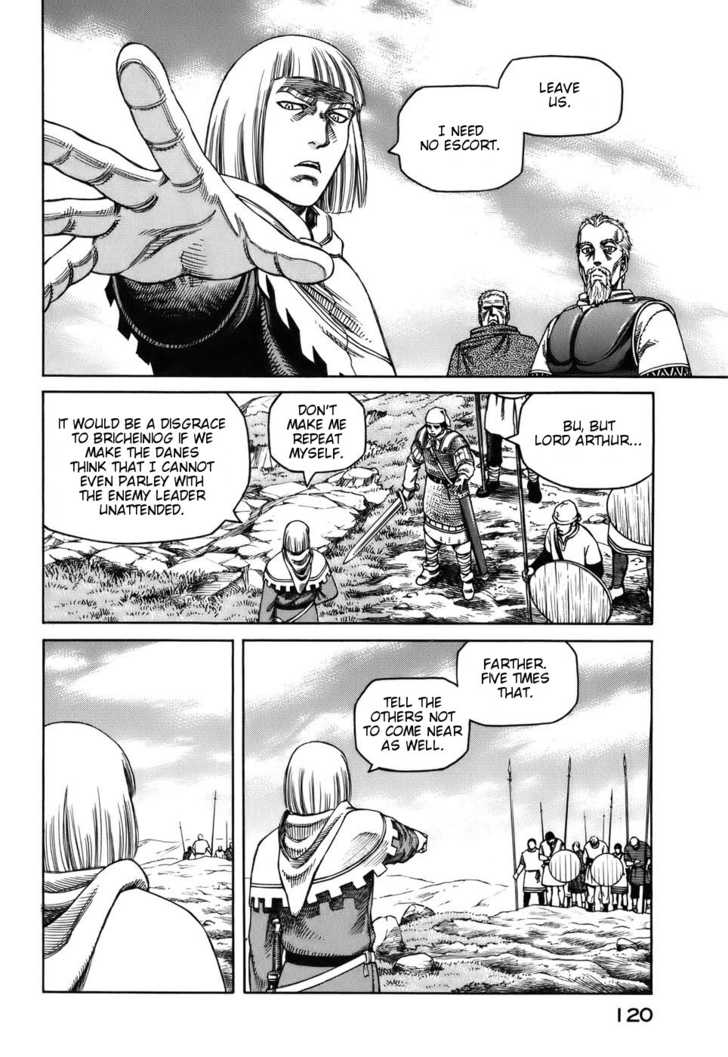 LEAVE
US.
I NEED
NO ESCORT.
IT WOULD BE A DISGRACE
TO BRICHEINIOG IF WE
MAKE THE DANES
THINK THAT I CANNOT
EVEN PARLEY WITH
THE ENEMY LEADER
UNATTENDED.
DON'T
MAKE ME
REPEAT
MYSELF.
BU, BUT
LORD ARTHUR...
FARTHER.
FIVE TIMES
THAT.
TELL THE
OTHERS NOT
TO COME NEAR
AS WELL.
120